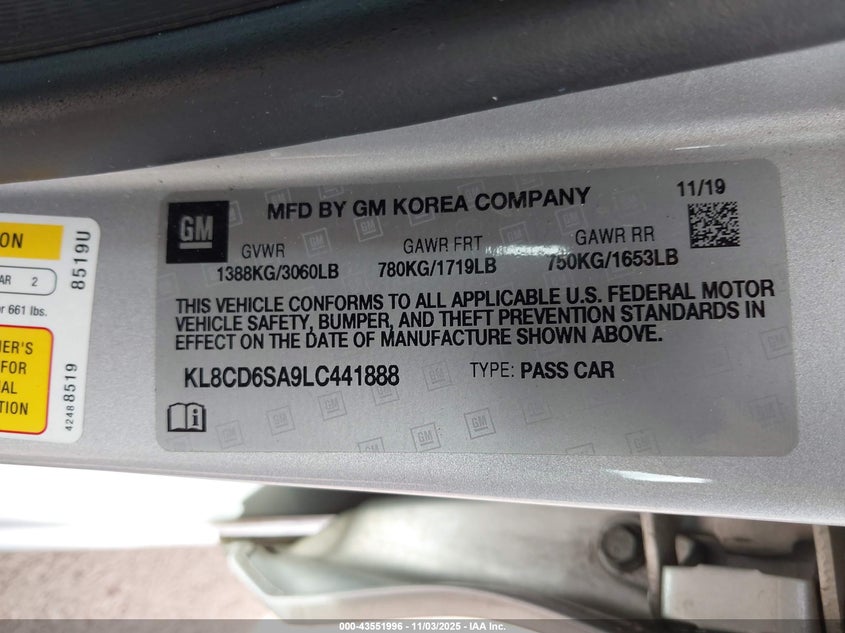 MFD BY GM KOREA COMPANY
11/19
GM
GVWR
GAWR FRT
GAWR RR
1388KG/3060LB
780KG/1719LB
750KG/1653LB
THIS VEHICLE CONFORMS TO ALL APPLICABLE U.S. FEDERAL MOTOR
VEHICLE SAFETY, BUMPER, AND THEFT PREVENTION STANDARDS IN
EFFECT ON THE DATE OF MANUFACTURE SHOWN ABOVE.
KL8CD6SA9LC441888
TYPE: PASS CAR
ON
AR 2
r 661 lbs.
ER'S
FOR
AL
TION
8519U
42488519
000-43551996 - 11/03/2025 - IAA Inc.